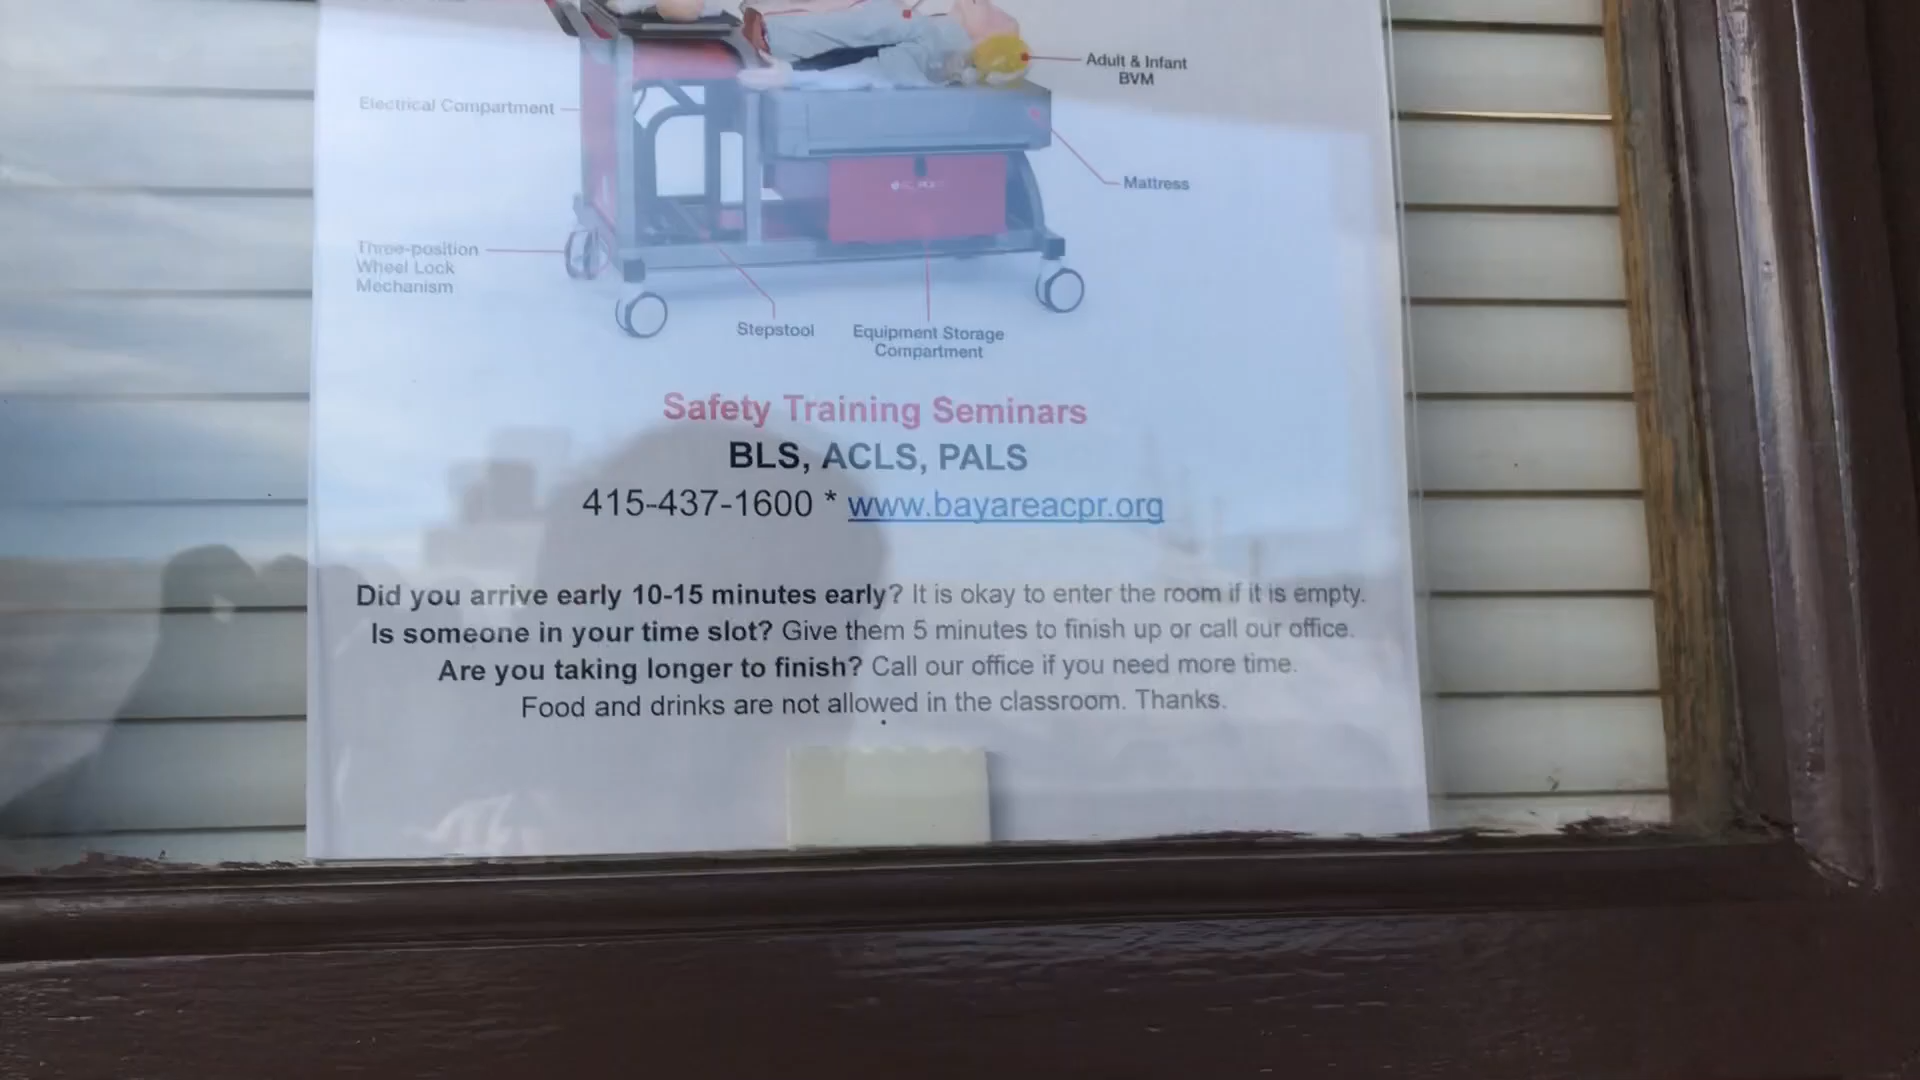 Adult & Infant
BVM
Electrical Compartment
Mattress
Three-position
Wheel Lock
Mechanism
Stepstool
Equipment Storage
Compartment
Safety Training Seminars
BLS, ACLS, PALS
415-437-1600 * www.bayareacpr.org
Did you arrive early 10-15 minutes early? It is okay to enter the room if it is empty.
Is someone in your time slot? Give them 5 minutes to finish up or call our office.
Are you taking longer to finish? Call our office if you need more time.
Food and drinks are not allowed in the classroom. Thanks.